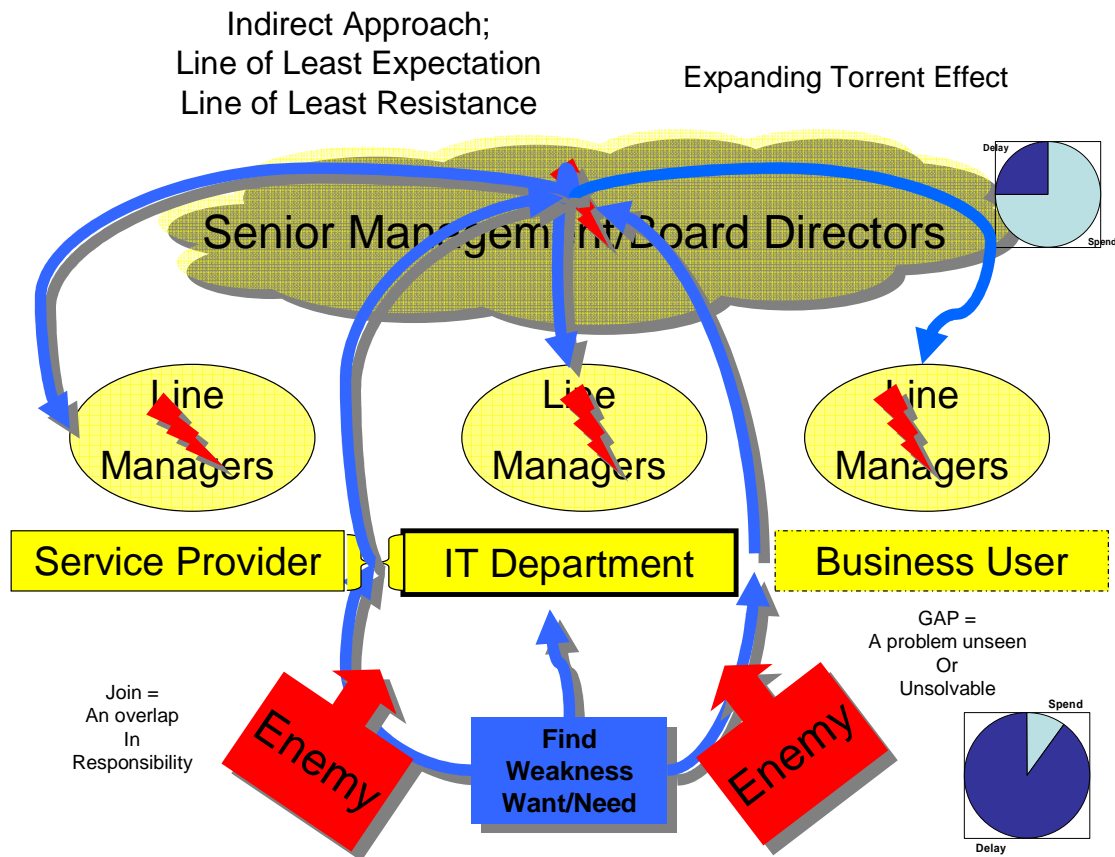 Indirect Approach;
Line of Least Expectation
Line of Least Resistance
Expanding Torrent Effect
Delay
Spend
Senior Management/Board Directors
Line
Managers
Line
Managers
Line
Managers
Service Provider
IT Department
Business User
GAP =
A problem unseen
Or
Unsolvable
Join =
An overlap
In
Responsibility
Enemy
Find
Weakness
Want/Need
Enemy
Spend
Delay